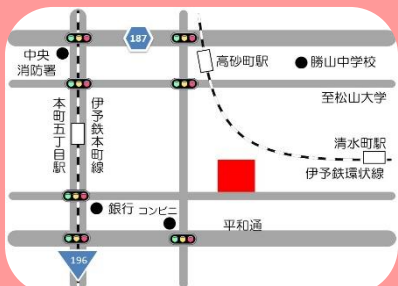 187
中央
消防署
高砂町駅
勝山中学校
至松山大学
本町五丁目駅
伊予鉄本町線
清水町駅
伊予鉄環状線
銀行
コンビニ
平和通
196